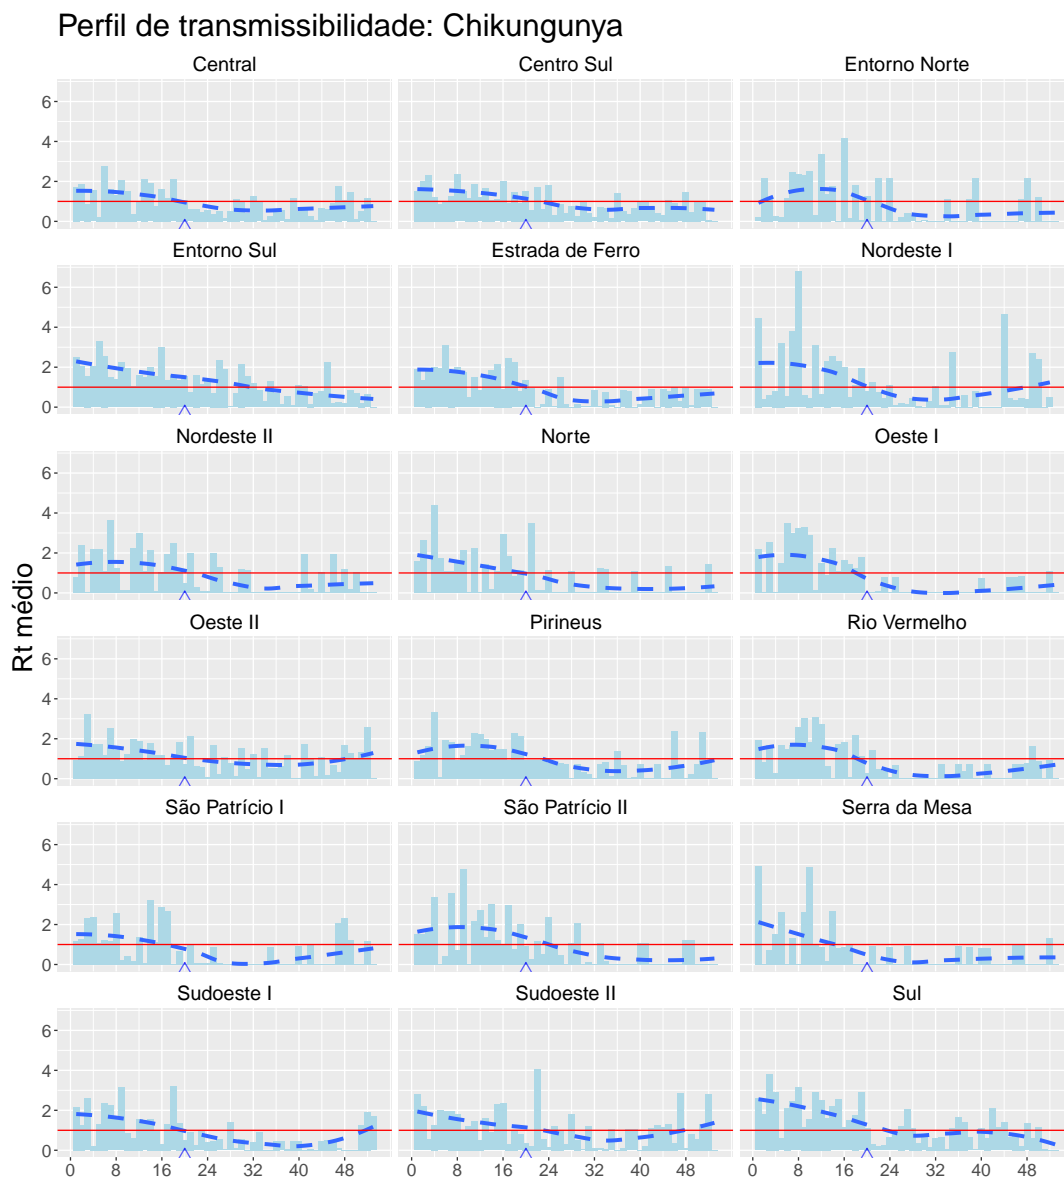 Perfil de transmissibilidade: Chikungunya
Central Centro Sul Entorno Norte
6
4
2
0
Entorno Sul Estrada de Ferro Nordeste I
6
4
2
0
Nordeste II Norte Oeste I
6
4
2
0
Rt médio
Oeste II Pirineus Rio Vermelho
6
4
2
0
São Patrício I São Patrício II Serra da Mesa
6
4
2
0
Sudoeste I Sudoeste II Sul
6
4
2
0
0 8 16 24 32 40 48 0 8 16 24 32 40 48 0 8 16 24 32 40 48